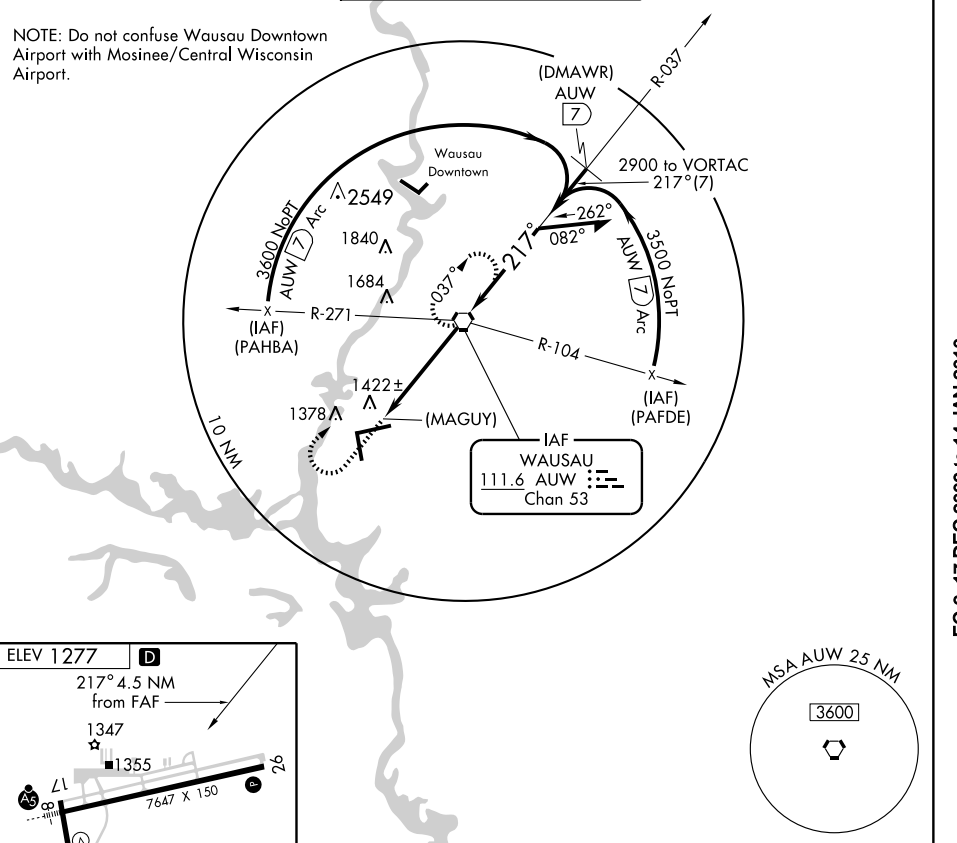 NOTE: Do not confuse Wausau Downtown
Airport with Mosinee/Central Wisconsin
Airport.
R-037
(DMAWR)
AUW
7
2900 to VORTAC
217°(7)
Wausau
Downtown
2549
3600 NoPT
AUW 7 Arc
1840
1684
262°
082°
217°
037°
3500 NoPT
AUW 7 Arc
R-271
(IAF)
(PAHBA)
R-104
(IAF)
(PAFDE)
1422±
1378
(MAGUY)
10 NM
IAF
WAUSAU
111.6 AUW
Chan 53
ELEV 1277
D
217° 4.5 NM
from FAF
1347
1355
17
26
7647 X 150
P
A5
8
MSA AUW 25 NM
3600